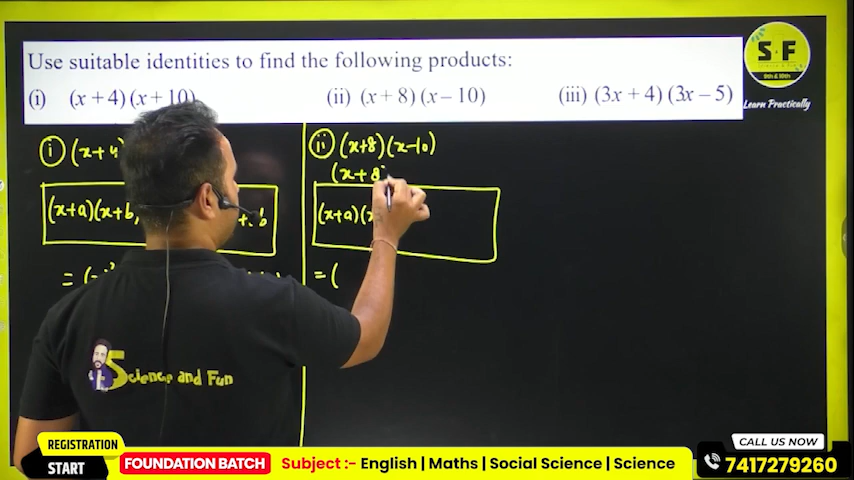 Use suitable identities to find the following products:
(i) (x + 4) (x + 10) (ii) (x + 8) (x – 10) (iii) (3x + 4) (3x – 5)
S F
9th & 10th
Learn Practically
(i) (x+4)
(ii) (x+8)(x-10)
(x+8
(x+a)(x+b
(x+a)(x
= (
= (
Science and Fun
REGISTRATION
START
FOUNDATION BATCH
Subject :- English | Maths | Social Science | Science
CALL US NOW
7417279260